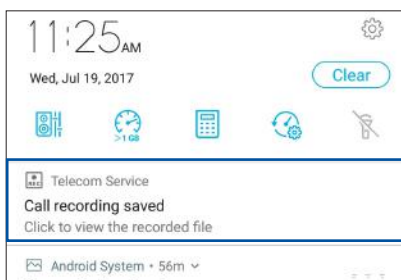 11:25AM
Wed, Jul 19, 2017
Clear
>1 GB
REC Telecom Service
Call recording saved
Click to view the recorded file
Android System • 56m